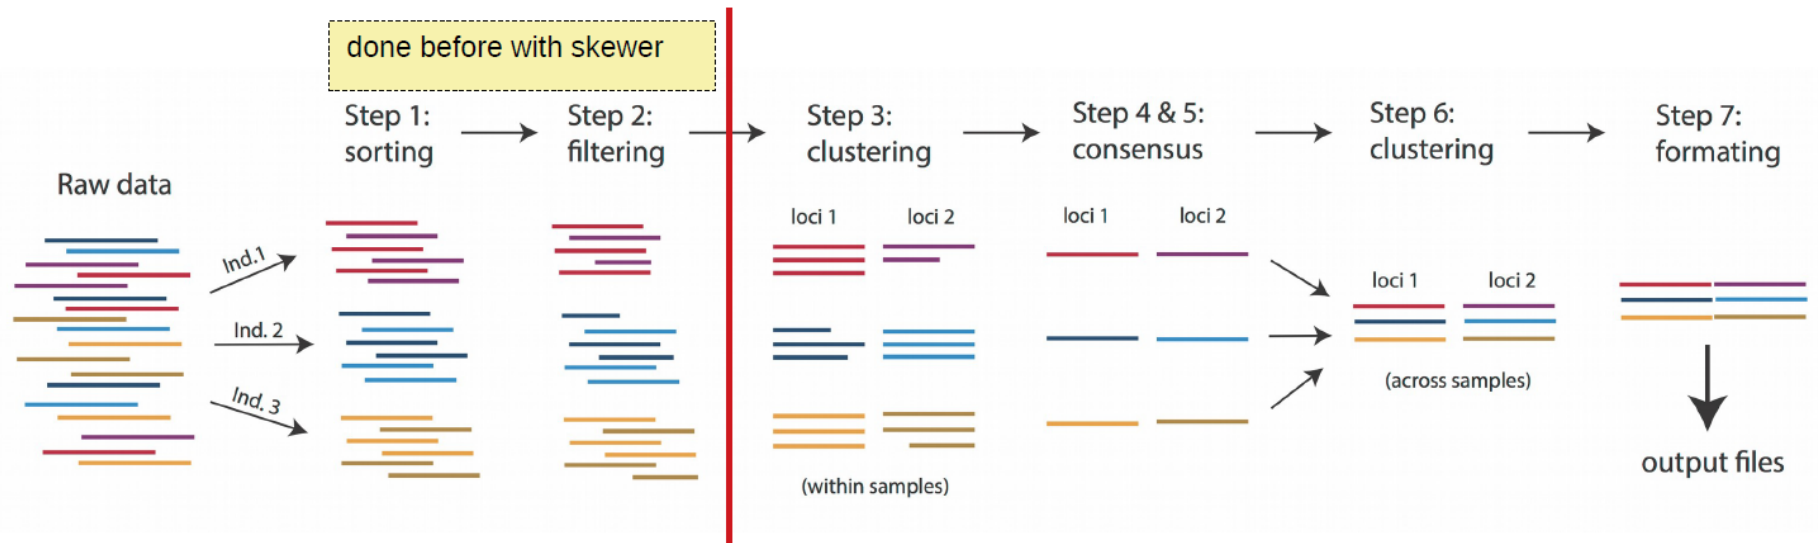 done before with skewer
Step 1:
sorting
Step 2:
filtering
Step 3:
clustering
Step 4 & 5:
consensus
Step 6:
clustering
Step 7:
formating
Raw data
Ind.1
Ind. 2
Ind. 3
loci 1
loci 2
(within samples)
loci 1
loci 2
loci 1
loci 2
(across samples)
output files